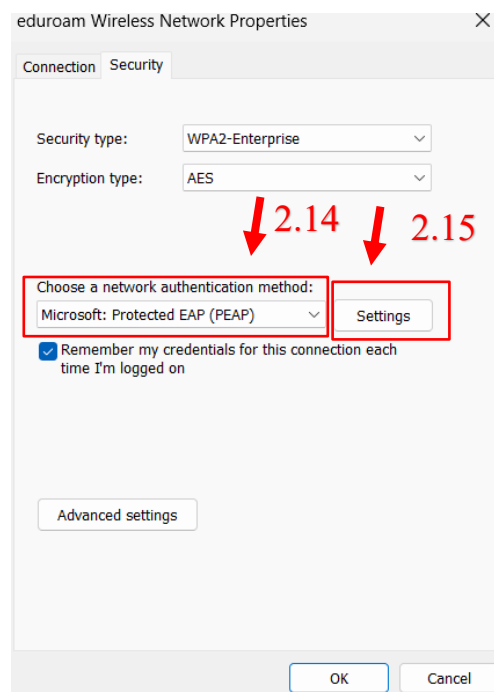 eduroam Wireless Network Properties
Connection Security
Security type: WPA2-Enterprise
Encryption type: AES
2.14 2.15
Choose a network authentication method:
Microsoft: Protected EAP (PEAP) Settings
Remember my credentials for this connection each
time I'm logged on
Advanced settings
OK Cancel